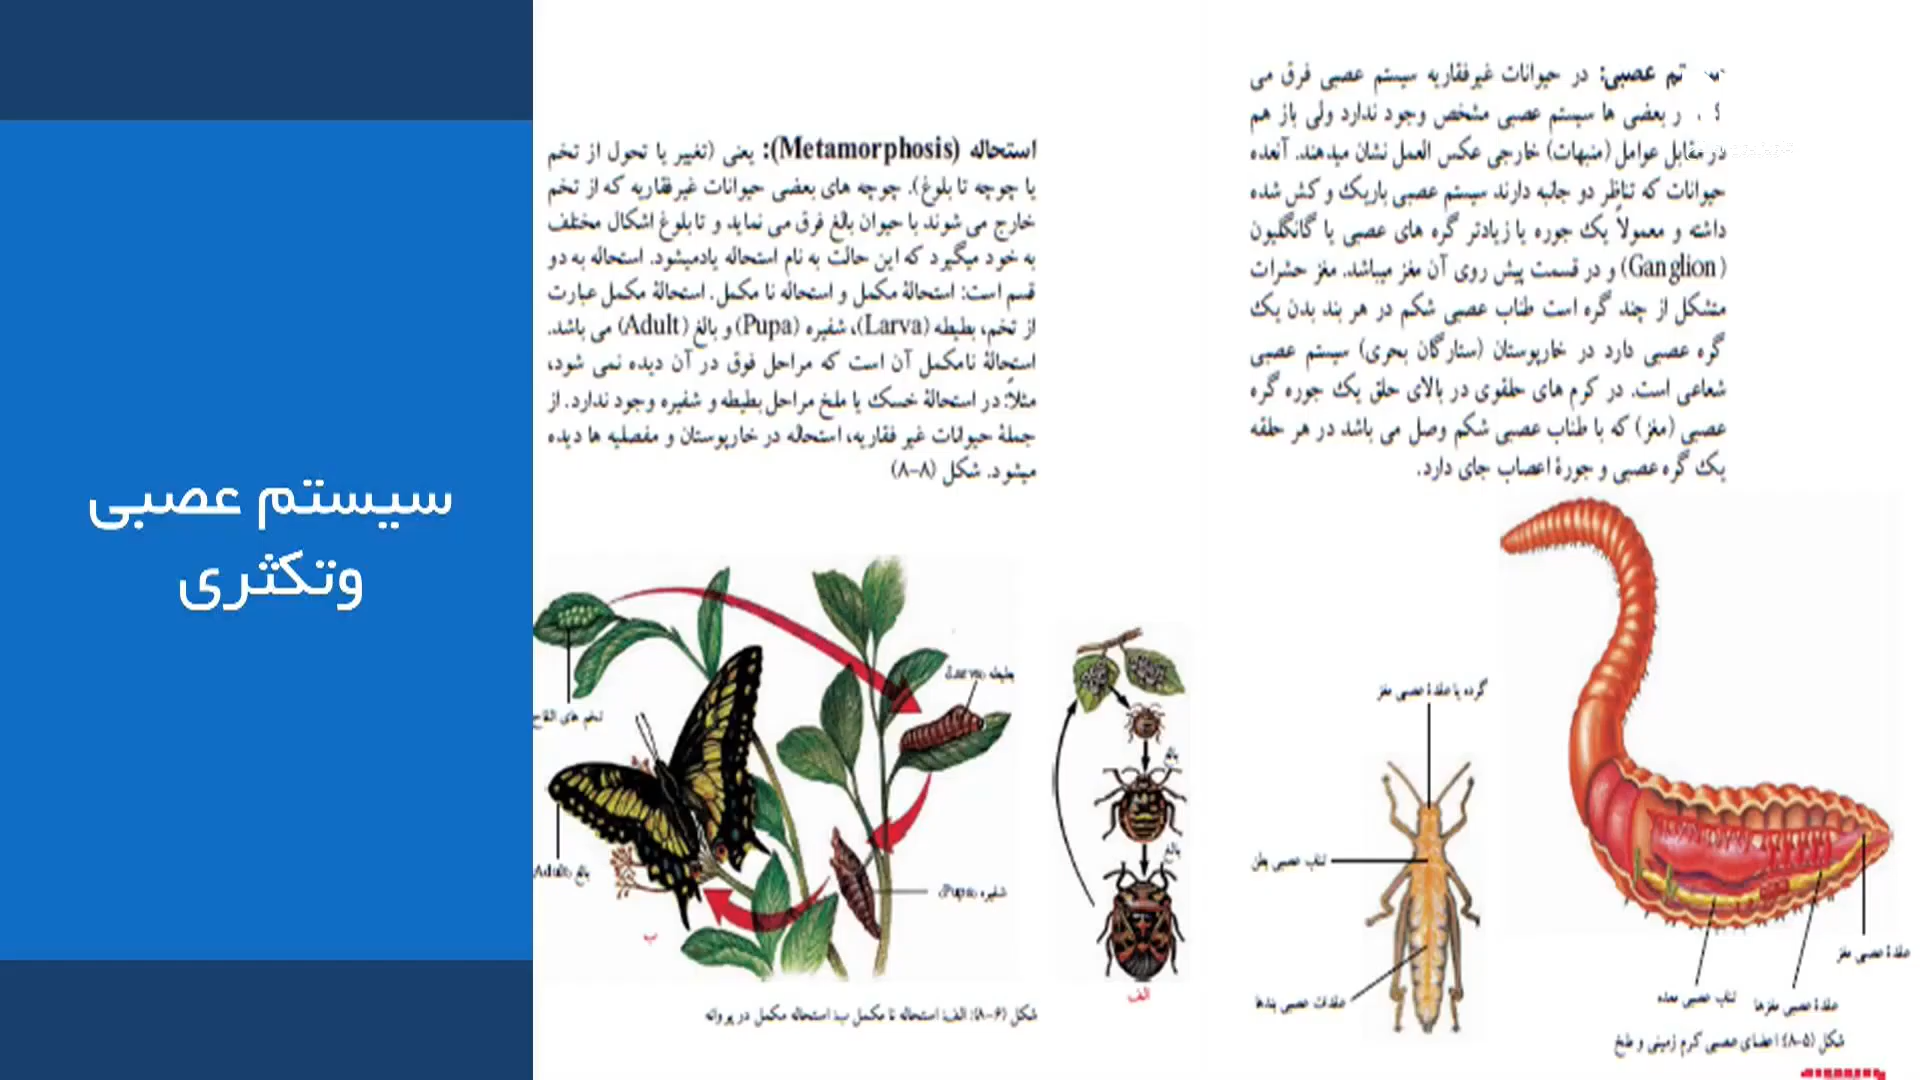 سیستم عصبی
وتکثری
عصبی: در حیوانات غیرفقاریه سیستم عصبی فرق می
بعضی ها سیستم عصبی مشخص وجود ندارد ولی باز هم
در مقابل عوامل (منبهات) خارجی عکس العمل نشان میدهند. آنعده
حیوانات که تناظر دو جانبه دارند سیستم عصبی باریک و کش شده
داشته و معمولاً یک جوره یا زیادتر گره های عصبی یا گانگلیون
(Ganglion) و در قسمت پیش روی آن مغز میباشد. مغز حشرات
متشکل از چند گره است طناب عصبی شکم در هر بند بدن یک
گره عصبی دارد در خارپوستان (ستارگان بحری) سیستم عصبی
شعاعی است. در کرم های حلقوی در بالای حلق یک جوره گره
عصبی (مغز) که با طناب عصبی شکم وصل می باشد در هر حلقه
یک گره عصبی و جورهٔ اعصاب جای دارد.
گرده یا عقدهٔ عصبی مغز
عصبی بطن
عقدات عصبی بندها
عقدهٔ عصبی مغز
عصبی معده
عقدهٔ عصبی مغزها
شکل (۵-۸) اعضای عصبی کرم زمینی و ملخ
استحاله (Metamorphosis): یعنی (تغییر یا تحول از تخم
یا چوچه تا بلوغ). چوچه های بعضی حیوانات غیرفقاریه که از تخم
خارج می شوند با حیوان بالغ فرق می نماید و تا بلوغ اشکال مختلف
به خود میگیرد که این حالت به نام استحاله یادمیشود. استحاله به دو
قسم است: استحالهٔ مکمل و استحاله نا مکمل. استحالهٔ مکمل عبارت
از تخم، بطیطه (Larva)، شفیره (Pupa) و بالغ (Adult) می باشد.
استحالهٔ نامکمل آن است که مراحل فوق در آن دیده نمی شود،
مثلاً: در استحالهٔ خسک یا ملخ مراحل بطیطه و شفیره وجود ندارد. از
جملهٔ حیوانات غیر فقاریه، استحاله در خارپوستان و مفصلیه ها دیده
میشود. شکل (۸-۸)
تخم های القاح
بطیطه (Larva)
شفیره (Pupa)
بالغ (Adult)
ب
بالغ
بالغ
الف
شکل (۶-۸): الف: استحاله نا مکمل ب: استحاله مکمل در پروانه